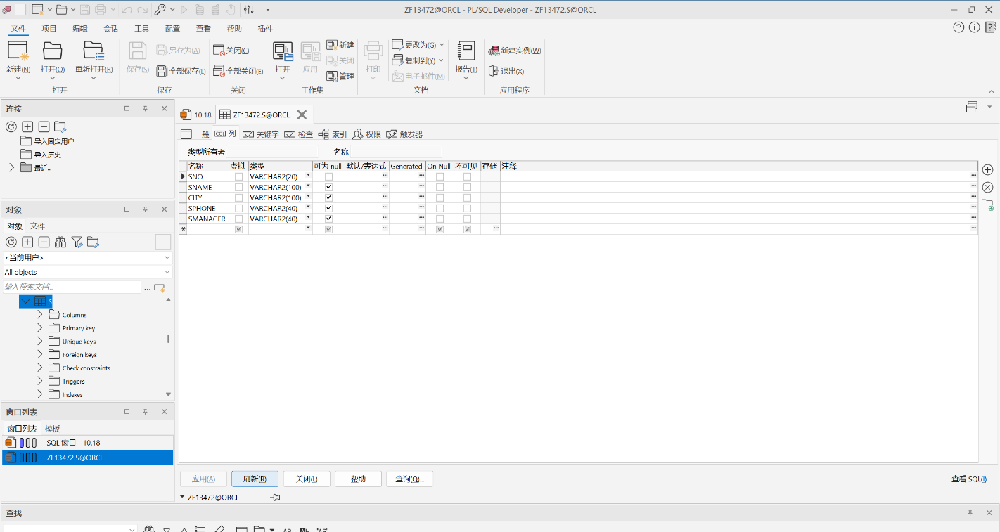 ZF13472@ORCL - PL/SQL Developer - ZF13472.S@ORCL
文件 项目 编辑 会话 工具 配置 查看 帮助 插件
新建(N) 打开(O) 重新打开(R) 保存(S) 另存为(A) 全部保存(L) 关闭(C) 全部关闭(E) 打开 应用 新建 关闭 管理 打印 更改为(G) 复制到(Y) 电子邮件(M) 报告(T) 新建实例(W) 退出(X)
打开 保存 关闭 工作集 文档 应用程序
连接
导入固定用户
导入历史
最近...
对象
对象 文件
<当前用户>
All objects
输入搜索文档... ...
S
Columns
Primary key
Unique keys
Foreign keys
Check constraints
Triggers
Indexes
窗口列表
窗口列表 模板
SQL 窗口 - 10.18
ZF13472.S@ORCL
10.18 ZF13472.S@ORCL
一般 COL 列 关键字 检查 索引 权限 触发器
类型所有者 名称
名称 虚拟 类型 可为 null 默认/表达式 Generated On Null 不可见 存储 注释
SNO VARCHAR2(20) ... ... ...
SNAME VARCHAR2(100) ... ... ...
CITY VARCHAR2(100) ... ... ...
SPHONE VARCHAR2(40) ... ... ...
SMANAGER VARCHAR2(40) ... ... ...
* ... ... ... ...
应用(A) 刷新(R) 关闭(L) 帮助 查询(Q)... 查看 SQL(I)
ZF13472@ORCL
查找